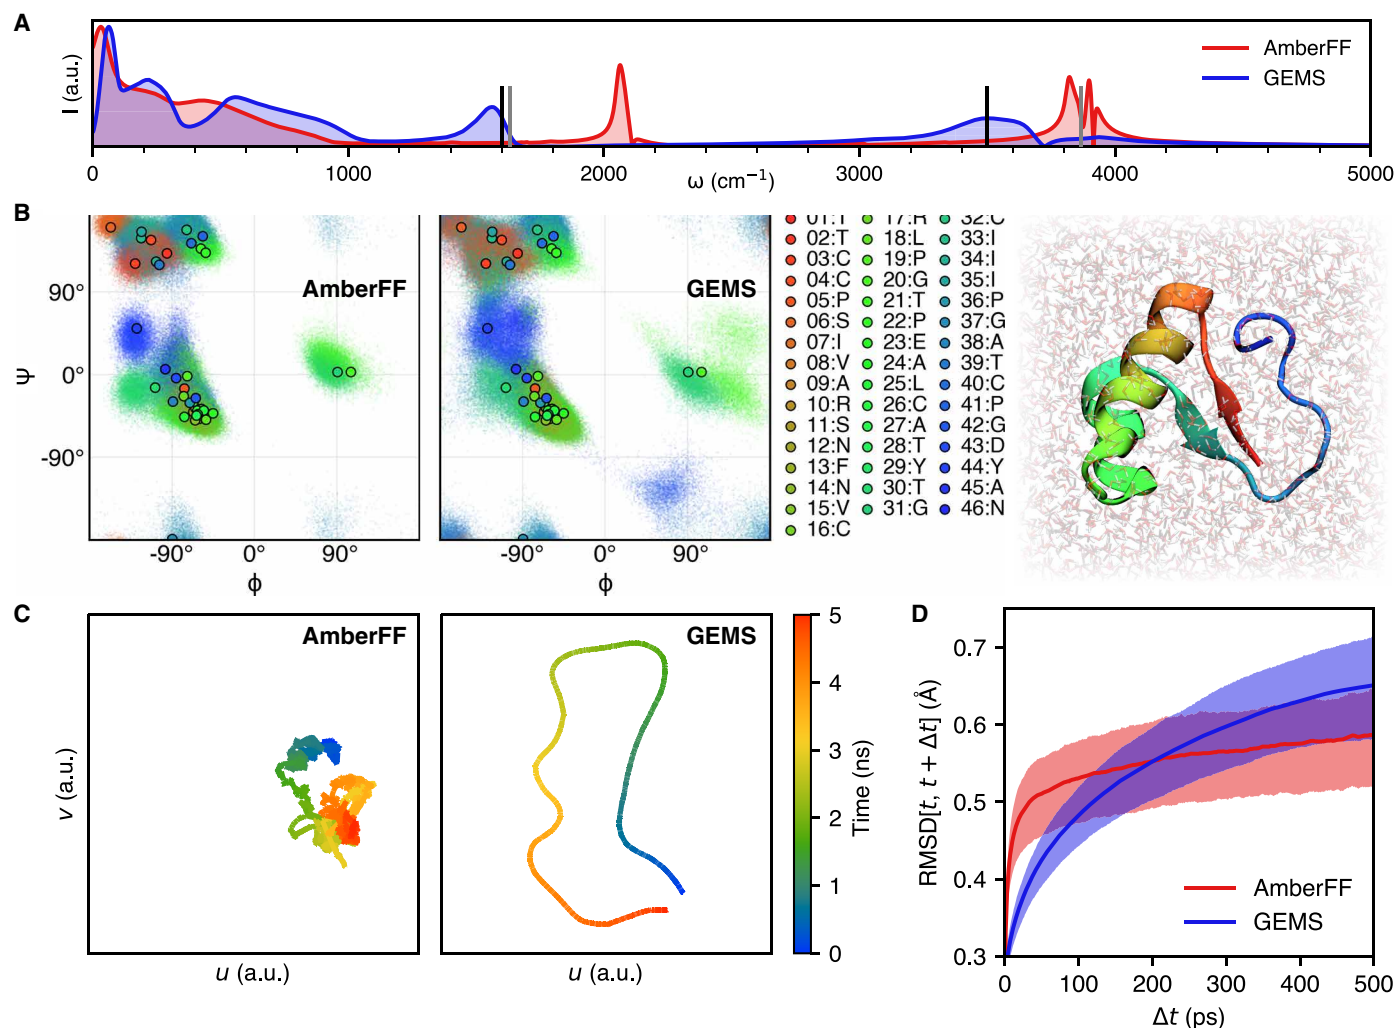 A
I (a.u.)
AmberFF
GEMS
0
1000
2000
3000
4000
5000
ω (cm⁻¹)
B
AmberFF
GEMS
90°
0°
-90°
ψ
-90°
0°
90°
ϕ
-90°
0°
90°
ϕ
01:T
02:T
03:C
04:C
05:P
06:S
07:I
08:V
09:A
10:R
11:S
12:N
13:F
14:N
15:V
16:C
17:R
18:L
19:P
20:G
21:T
22:P
23:E
24:A
25:L
26:C
27:A
28:T
29:Y
30:T
31:G
32:C
33:I
34:I
35:I
36:P
37:G
38:A
39:T
40:C
41:P
42:G
43:D
44:Y
45:A
46:N
C
AmberFF
GEMS
v (a.u.)
u (a.u.)
u (a.u.)
5
4
3
2
1
0
Time (ns)
D
RMSD[t, t + Δt] (Å)
0.7
0.6
0.5
0.4
0.3
AmberFF
GEMS
0
100
200
300
400
500
Δt (ps)